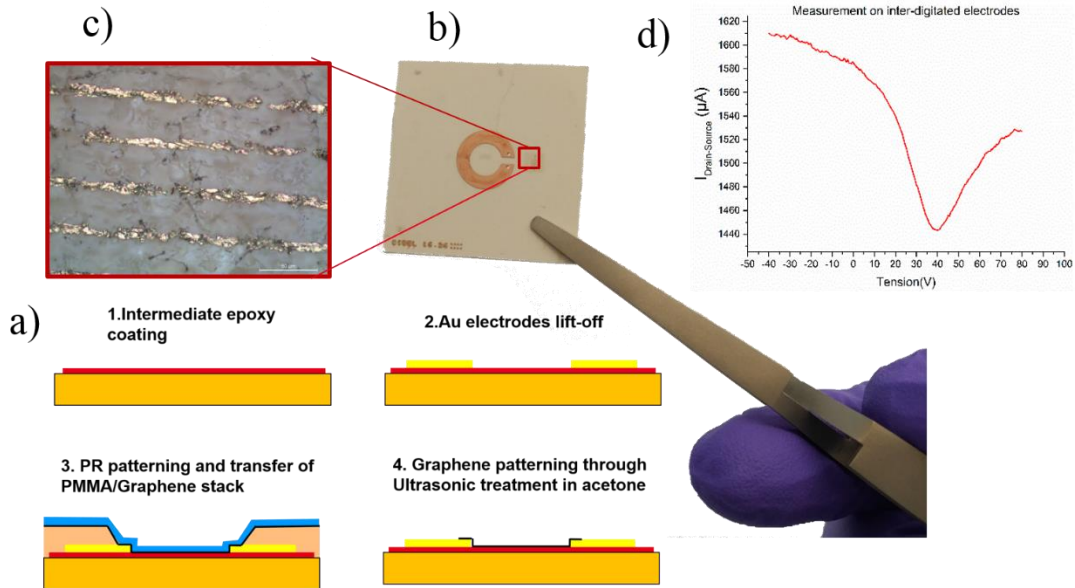 c)
b)
d)
Measurement on inter-digitated electrodes
I Drain-Source (µA)
1620
1600
1580
1560
1540
1520
1500
1480
1460
1440
-50 -40 -30 -20 -10 0 10 20 30 40 50 60 70 80 90 100
Tension(V)
a)
1.Intermediate epoxy
coating
2.Au electrodes lift-off
3. PR patterning and transfer of
PMMA/Graphene stack
4. Graphene patterning through
Ultrasonic treatment in acetone